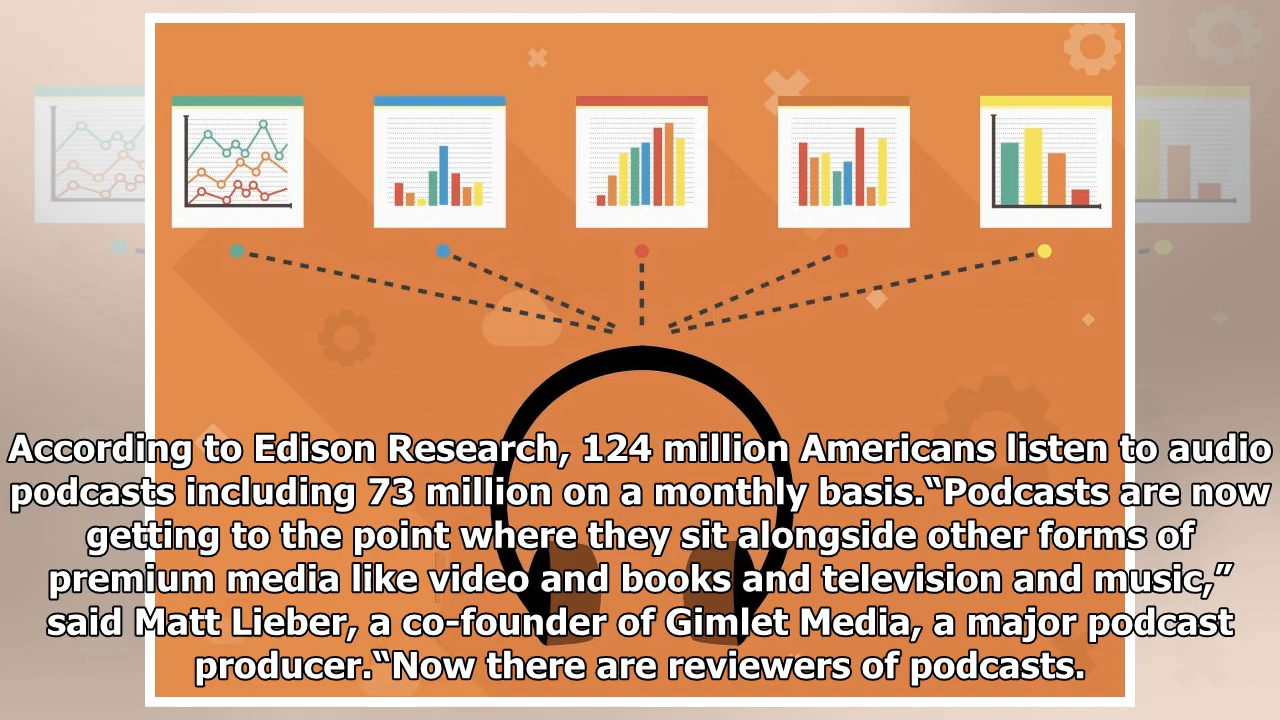 According to Edison Research, 124 million Americans listen to audio
podcasts including 73 million on a monthly basis.“Podcasts are now
getting to the point where they sit alongside other forms of
premium media like video and books and television and music,”
said Matt Lieber, a co-founder of Gimlet Media, a major podcast
producer.“Now there are reviewers of podcasts.